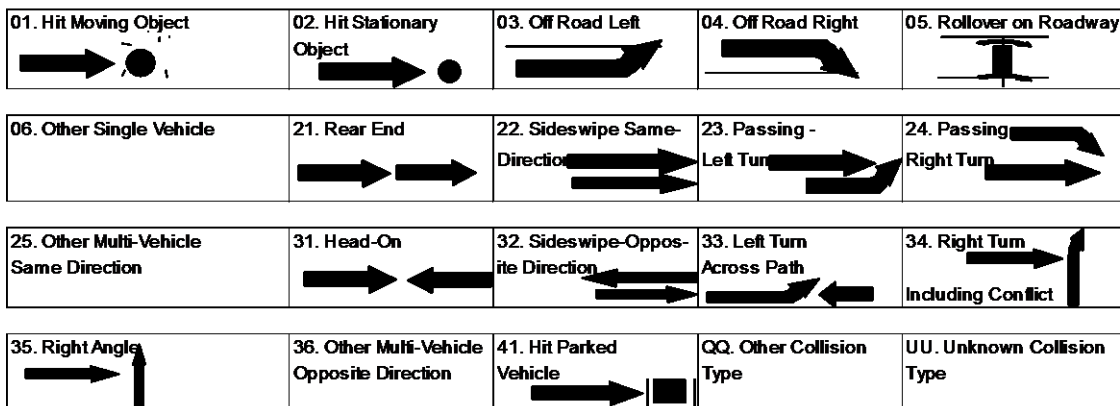 01. Hit Moving Object
02. Hit Stationary
Object
03. Off Road Left
04. Off Road Right
05. Rollover on Roadway
06. Other Single Vehicle
21. Rear End
22. Sideswipe Same-
Direction
23. Passing -
Left Turn
24. Passing
Right Turn
25. Other Multi-Vehicle
Same Direction
31. Head-On
32. Sideswipe-Oppos-
ite Direction
33. Left Turn
Across Path
34. Right Turn
Including Conflict
35. Right Angle
36. Other Multi-Vehicle
Opposite Direction
41. Hit Parked
Vehicle
QQ. Other Collision
Type
UU. Unknown Collision
Type